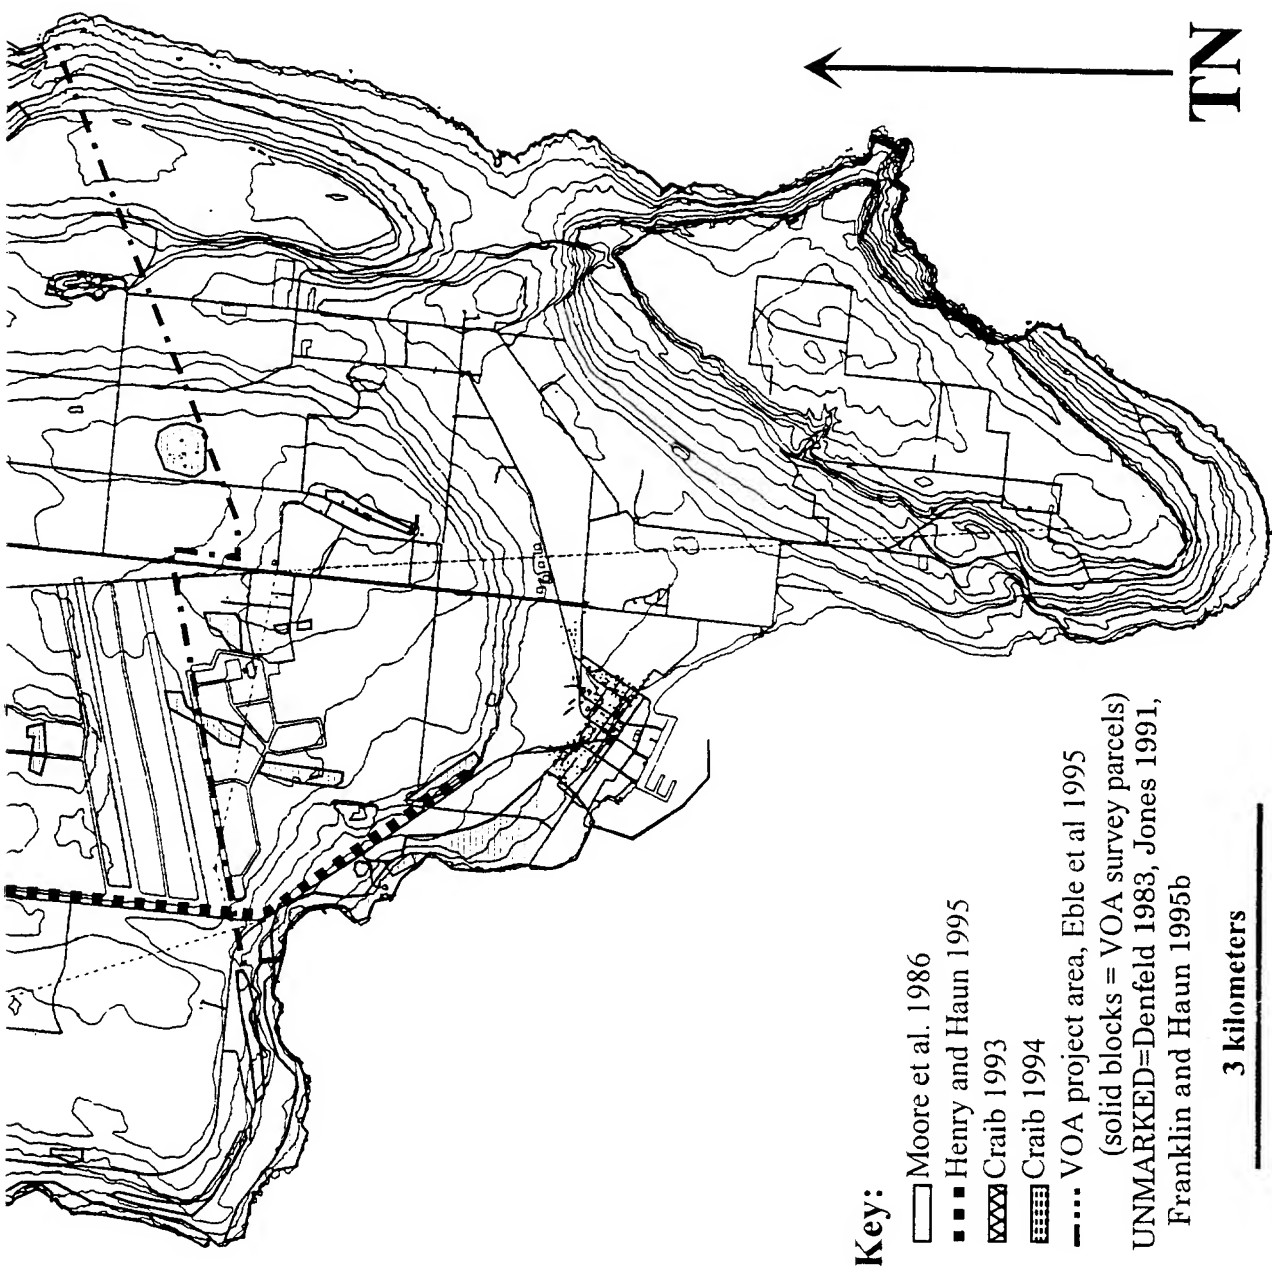 TN
Key:
Moore et al. 1986
Henry and Haun 1995
Craib 1993
Craib 1994
VOA project area, Eble et al 1995
(solid blocks = VOA survey parcels)
UNMARKED=Denfeld 1983, Jones 1991,
Franklin and Haun 1995b
3 kilometers